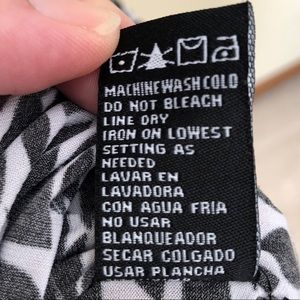 MACHINE WASH COLD
DO NOT BLEACH
LINE DRY
IRON ON LOWEST
SETTING AS
NEEDED
LAVAR EN
LAVADORA
CON AGUA FRIA
NO USAR
BLANQUEADOR
SECAR COLGADO
USAR PLANCHA